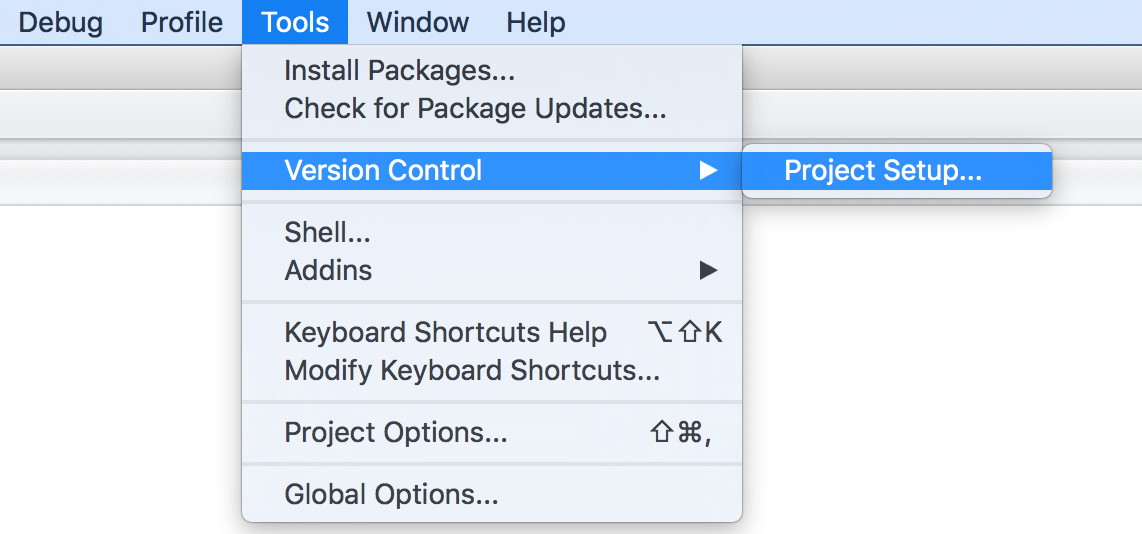 Debug Profile Tools Window Help
Install Packages...
Check for Package Updates...
Version Control ▶ Project Setup...
Shell...
Addins ▶
Keyboard Shortcuts Help ⌥⇧K
Modify Keyboard Shortcuts...
Project Options... ⇧⌘,
Global Options...